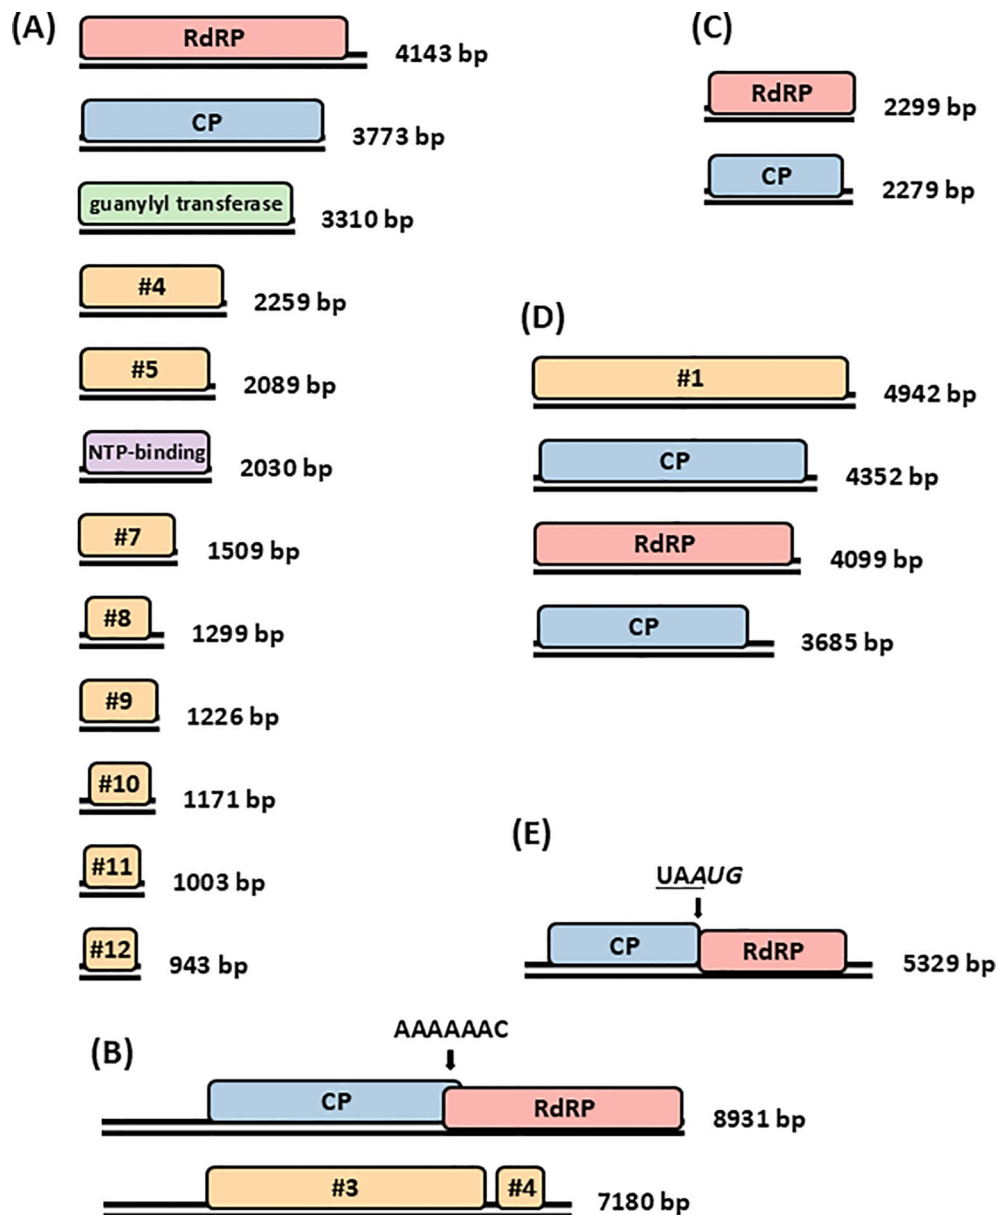 (A)
RdRP
4143 bp
CP
3773 bp
guanylyl transferase
3310 bp
#4
2259 bp
#5
2089 bp
NTP-binding
2030 bp
#7
1509 bp
#8
1299 bp
#9
1226 bp
#10
1171 bp
#11
1003 bp
#12
943 bp
(B)
AAAAAAC
CP
RdRP
8931 bp
#3
#4
7180 bp
(C)
RdRP
2299 bp
CP
2279 bp
(D)
#1
4942 bp
CP
4352 bp
RdRP
4099 bp
CP
3685 bp
(E)
UAAUG
CP
RdRP
5329 bp